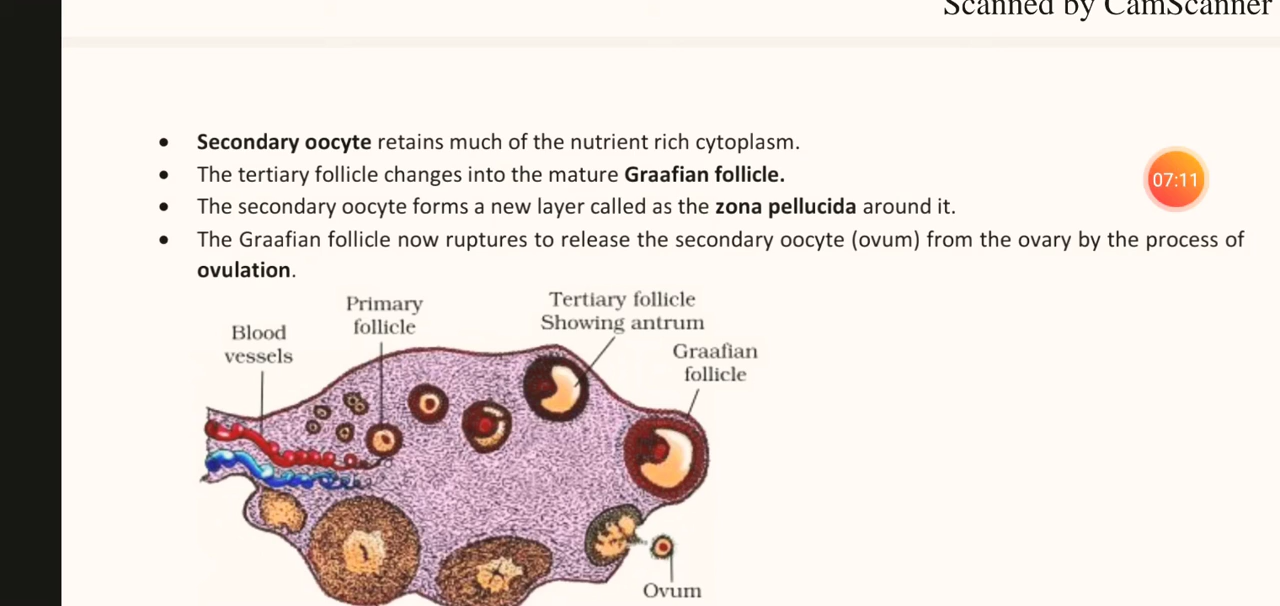 Scanned by CamScanner
• Secondary oocyte retains much of the nutrient rich cytoplasm.
• The tertiary follicle changes into the mature Graafian follicle.
07:11
• The secondary oocyte forms a new layer called as the zona pellucida around it.
• The Graafian follicle now ruptures to release the secondary oocyte (ovum) from the ovary by the process of
ovulation.
Primary
follicle
Tertiary follicle
Showing antrum
Blood
vessels
Graafian
follicle
Ovum